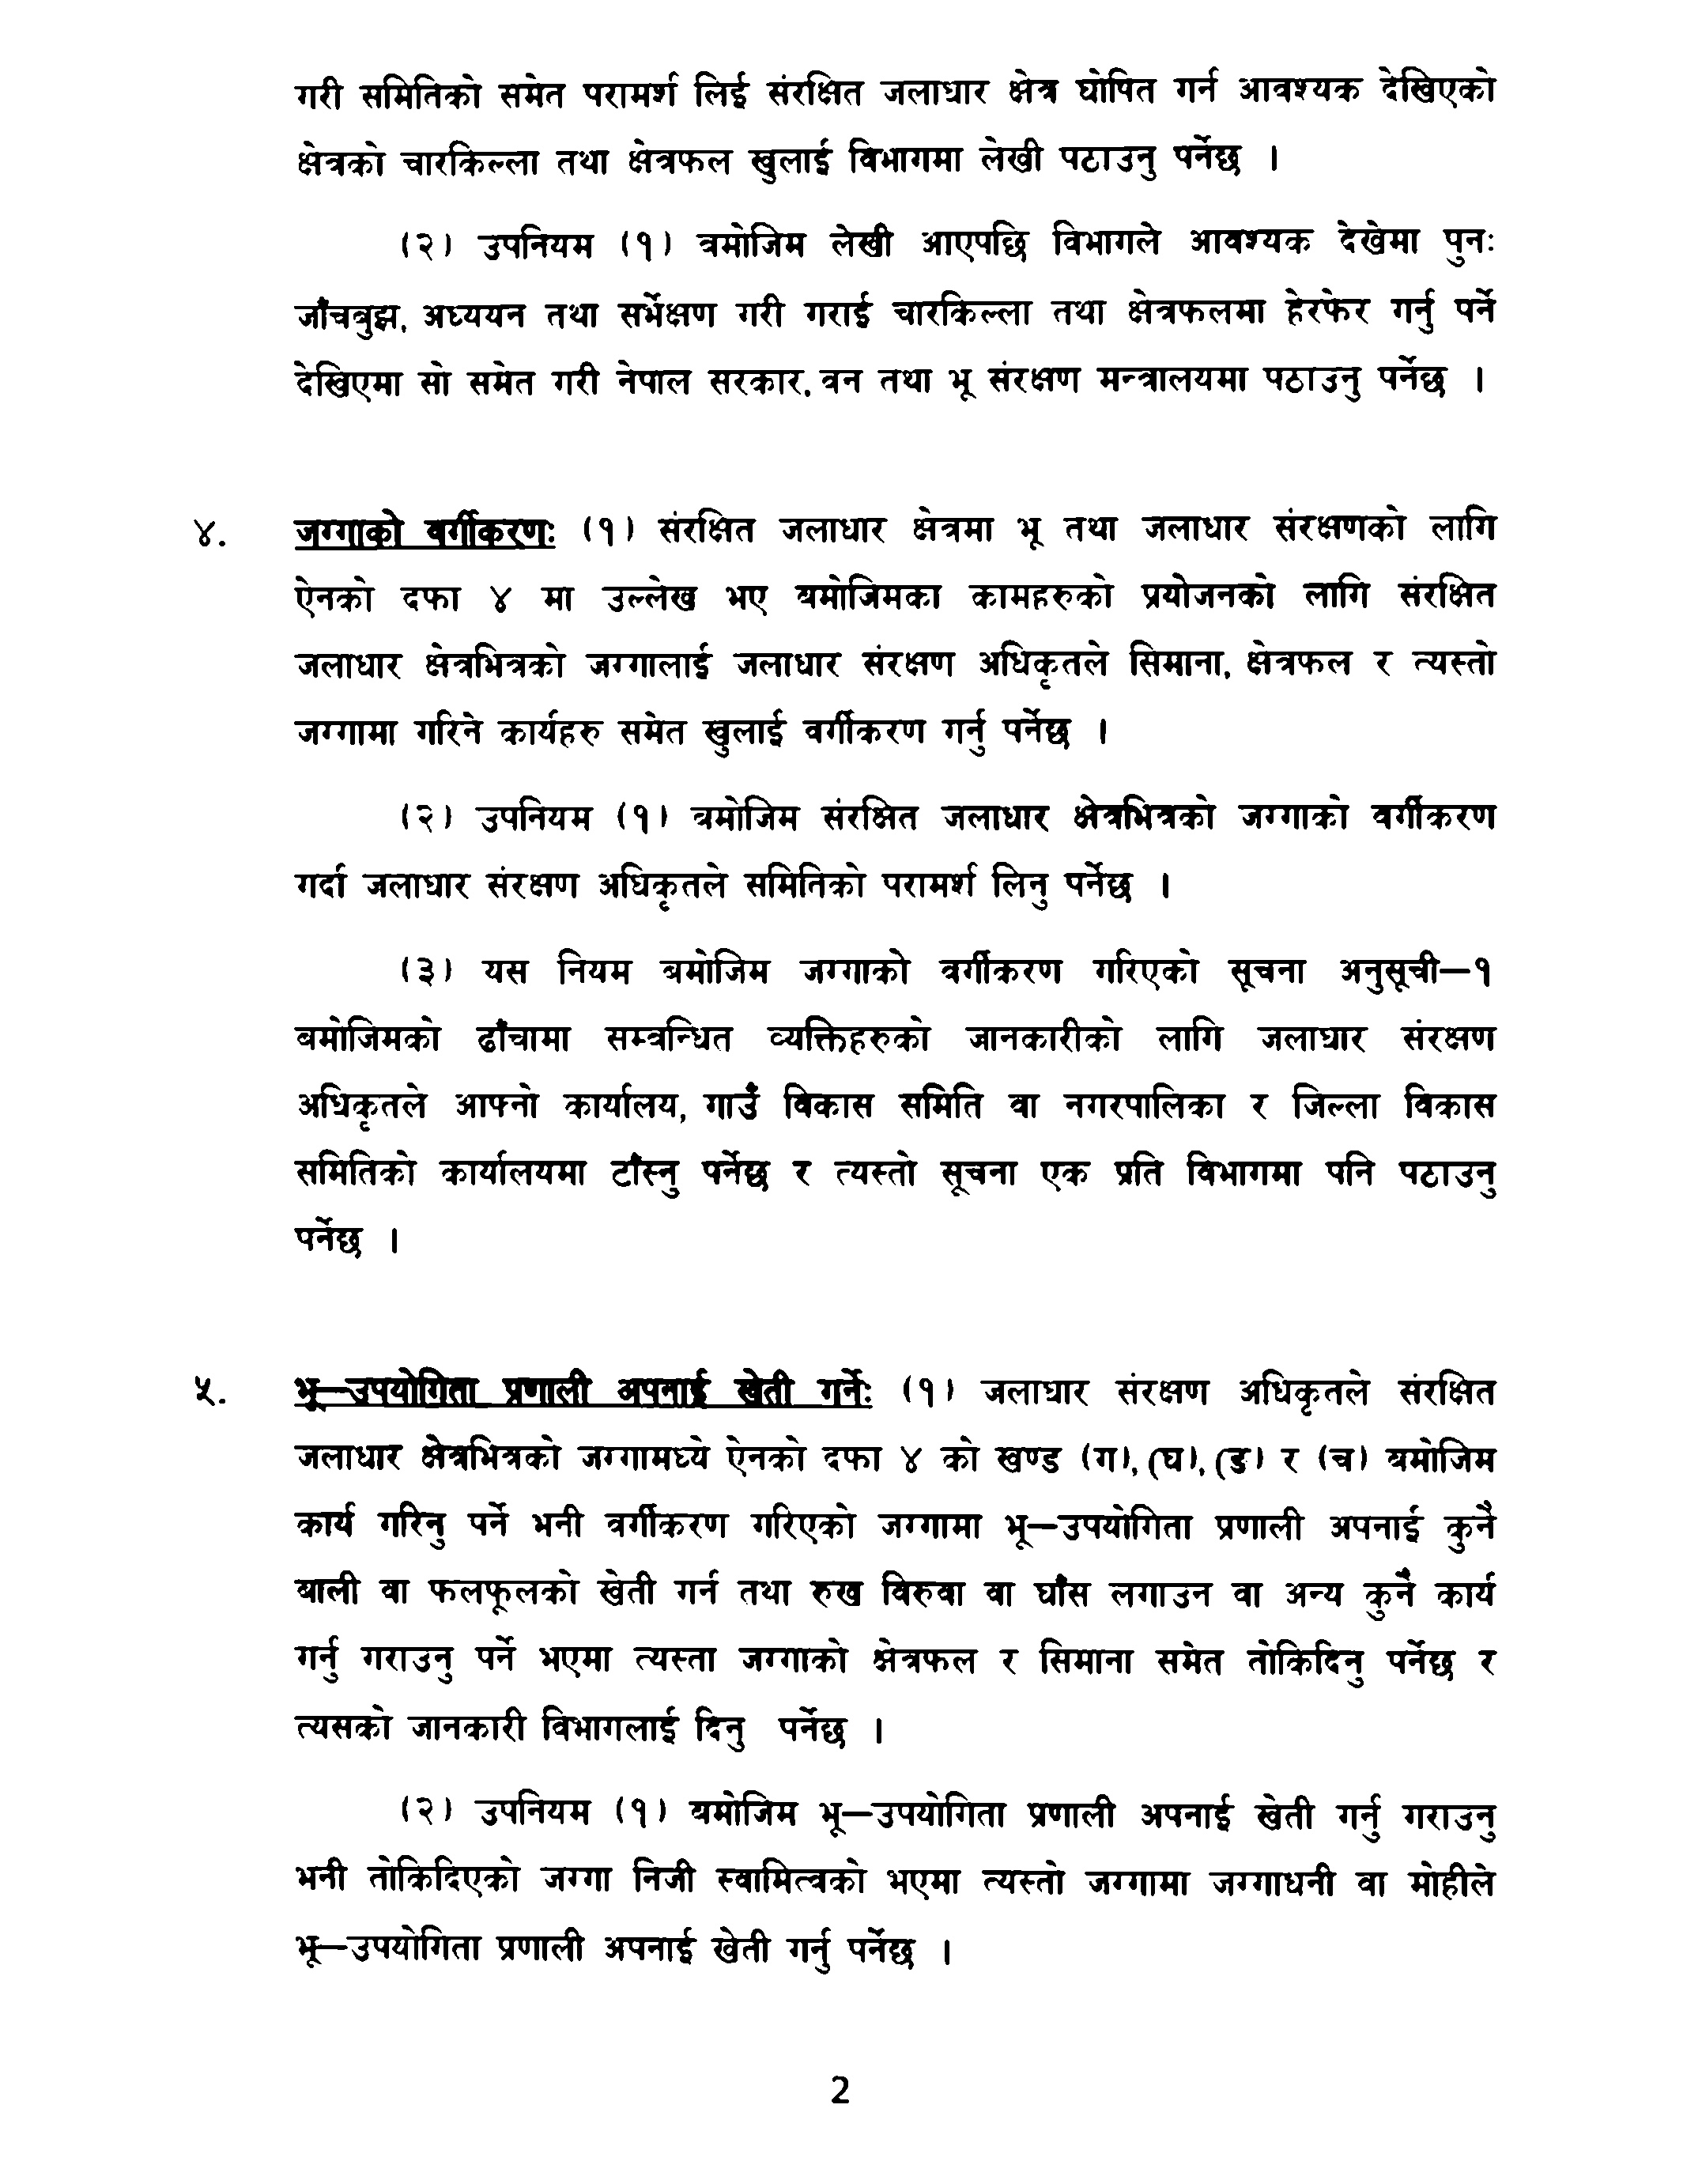 गरी समितिको समेत परामर्श लिई संरक्षित जलाधार क्षेत्र घोषित गर्न आवश्यक देखिएको
क्षेत्रको चारकिल्ला तथा क्षेत्रफल खुलाई विभागमा लेखी पठाउनु पर्नेछ ।
(२) उपनियम (१) बमोजिम लेखी आएपछि विभागले आवश्यक देखेमा पुनः
जाँचबुझ, अध्ययन तथा सर्भेक्षण गरी गराई चारकिल्ला तथा क्षेत्रफलमा हेरफेर गर्नु पर्ने
देखिएमा सो समेत गरी नेपाल सरकार, वन तथा भू संरक्षण मन्त्रालयमा पठाउनु पर्नेछ ।
४. जग्गाको वर्गीकरणः (१) संरक्षित जलाधार क्षेत्रमा भू तथा जलाधार संरक्षणको लागि
ऐनको दफा ४ मा उल्लेख भए बमोजिमका कामहरुको प्रयोजनको लागि संरक्षित
जलाधार क्षेत्रभित्रको जग्गालाई जलाधार संरक्षण अधिकृतले सिमाना, क्षेत्रफल र त्यस्तो
जग्गामा गरिने कार्यहरु समेत खुलाई वर्गीकरण गर्नु पर्नेछ ।
(२) उपनियम (१) बमोजिम संरक्षित जलाधार क्षेत्रभित्रको जग्गाको वर्गीकरण
गर्दा जलाधार संरक्षण अधिकृतले समितिको परामर्श लिनु पर्नेछ ।
(३) यस नियम बमोजिम जग्गाको वर्गीकरण गरिएको सूचना अनुसूची–१
बमोजिमको ढाँचामा सम्बन्धित व्यक्तिहरुको जानकारीको लागि जलाधार संरक्षण
अधिकृतले आफ्नो कार्यालय, गाउँ विकास समिति वा नगरपालिका र जिल्ला विकास
समितिको कार्यालयमा टाँस्नु पर्नेछ र त्यस्तो सूचना एक प्रति विभागमा पनि पठाउनु
पर्नेछ ।
५. भू–उपयोगिता प्रणाली अपनाई खेती गर्नेः (१) जलाधार संरक्षण अधिकृतले संरक्षित
जलाधार क्षेत्रभित्रको जग्गामध्ये ऐनको दफा ४ को खण्ड (ग), (घ), (ङ) र (च) बमोजिम
कार्य गरिनु पर्ने भनी वर्गीकरण गरिएको जग्गामा भू–उपयोगिता प्रणाली अपनाई कुनै
बाली वा फलफूलको खेती गर्न तथा रुख विरुवा वा घाँस लगाउन वा अन्य कुनै कार्य
गर्नु गराउनु पर्ने भएमा त्यस्ता जग्गाको क्षेत्रफल र सिमाना समेत तोकिदिनु पर्नेछ र
त्यसको जानकारी विभागलाई दिनु पर्नेछ ।
(२) उपनियम (१) बमोजिम भू–उपयोगिता प्रणाली अपनाई खेती गर्नु गराउनु
भनी तोकिदिएको जग्गा निजी स्वामित्वको भएमा त्यस्तो जग्गामा जग्गाधनी वा मोहीले
भू–उपयोगिता प्रणाली अपनाई खेती गर्नु पर्नेछ ।
2